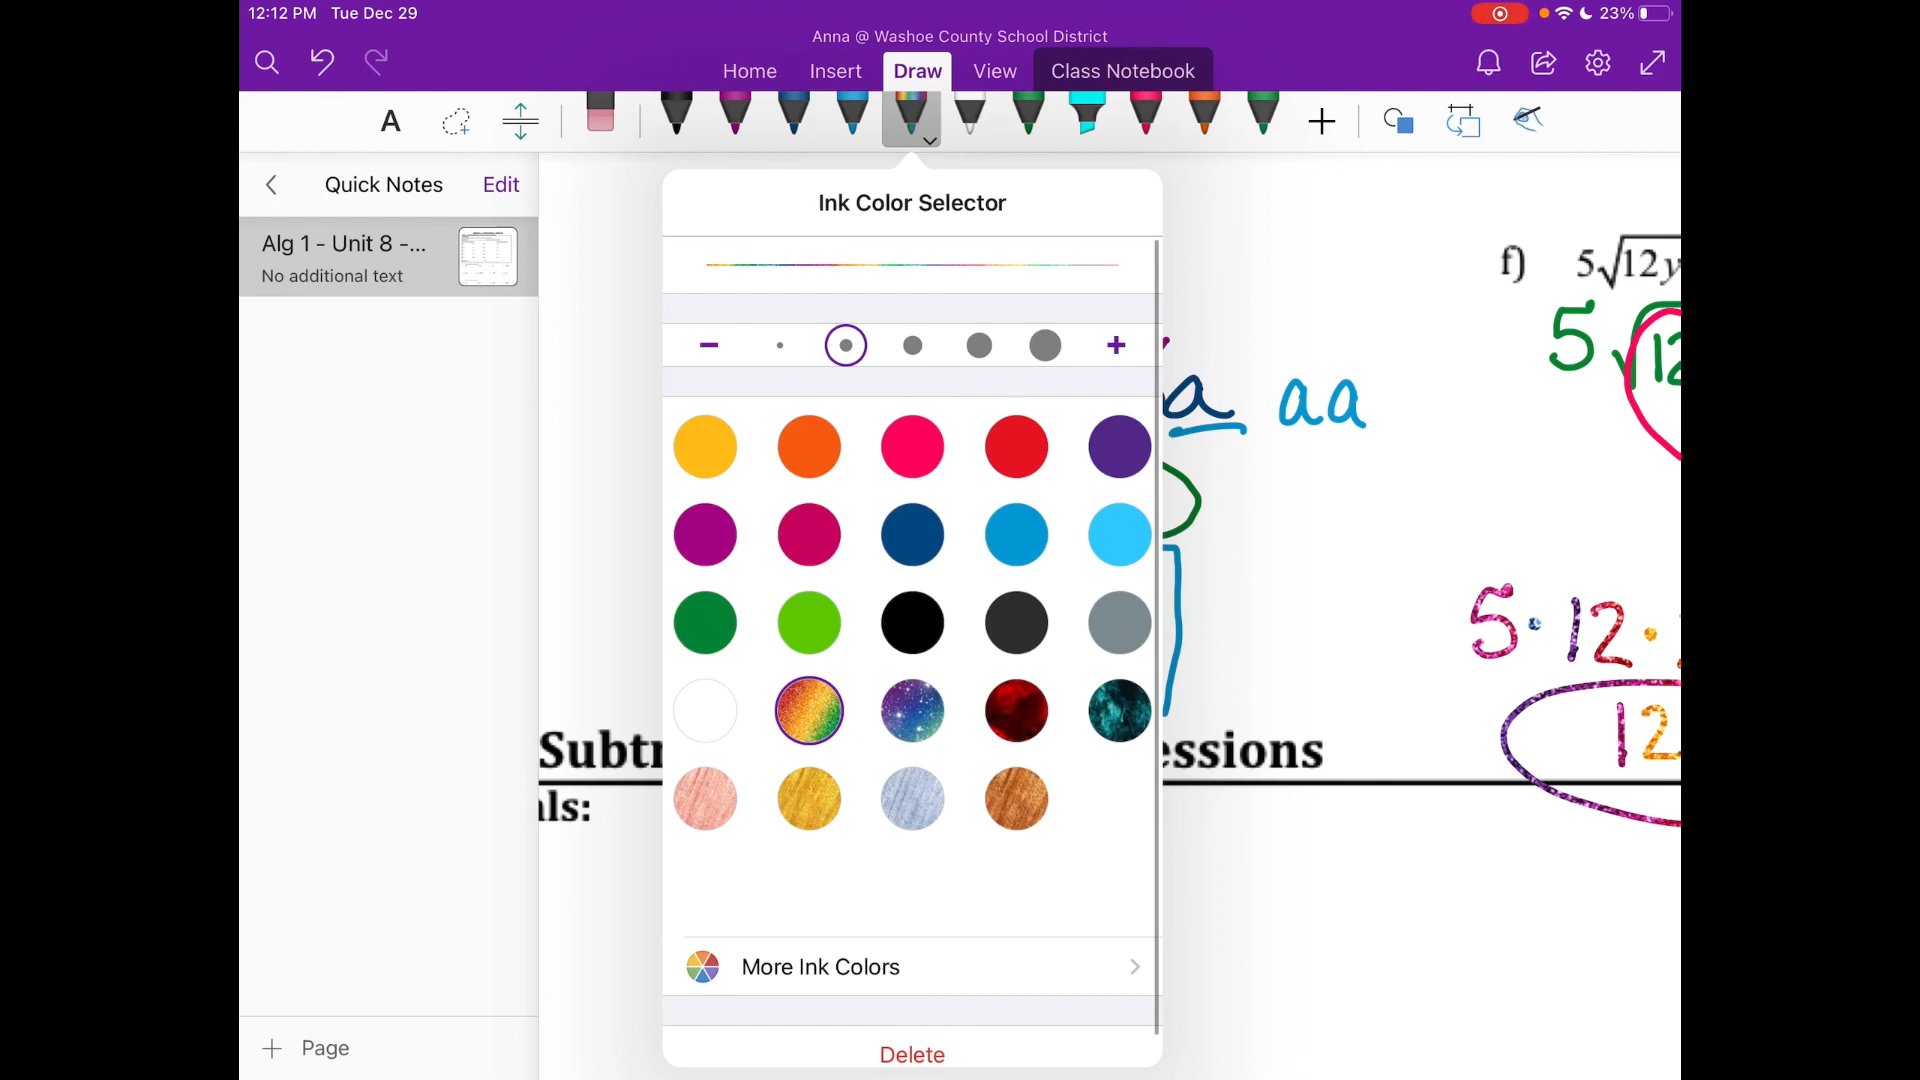 12:12 PM Tue Dec 29
23%
Anna @ Washoe County School District
Home Insert Draw View Class Notebook
A
Quick Notes Edit
Alg 1 - Unit 8 -...
No additional text
Ink Color Selector
More Ink Colors
Delete
+ Page
a aa
f) 5√12y
5√12
5·12·
12
Subtr
essions
ls: